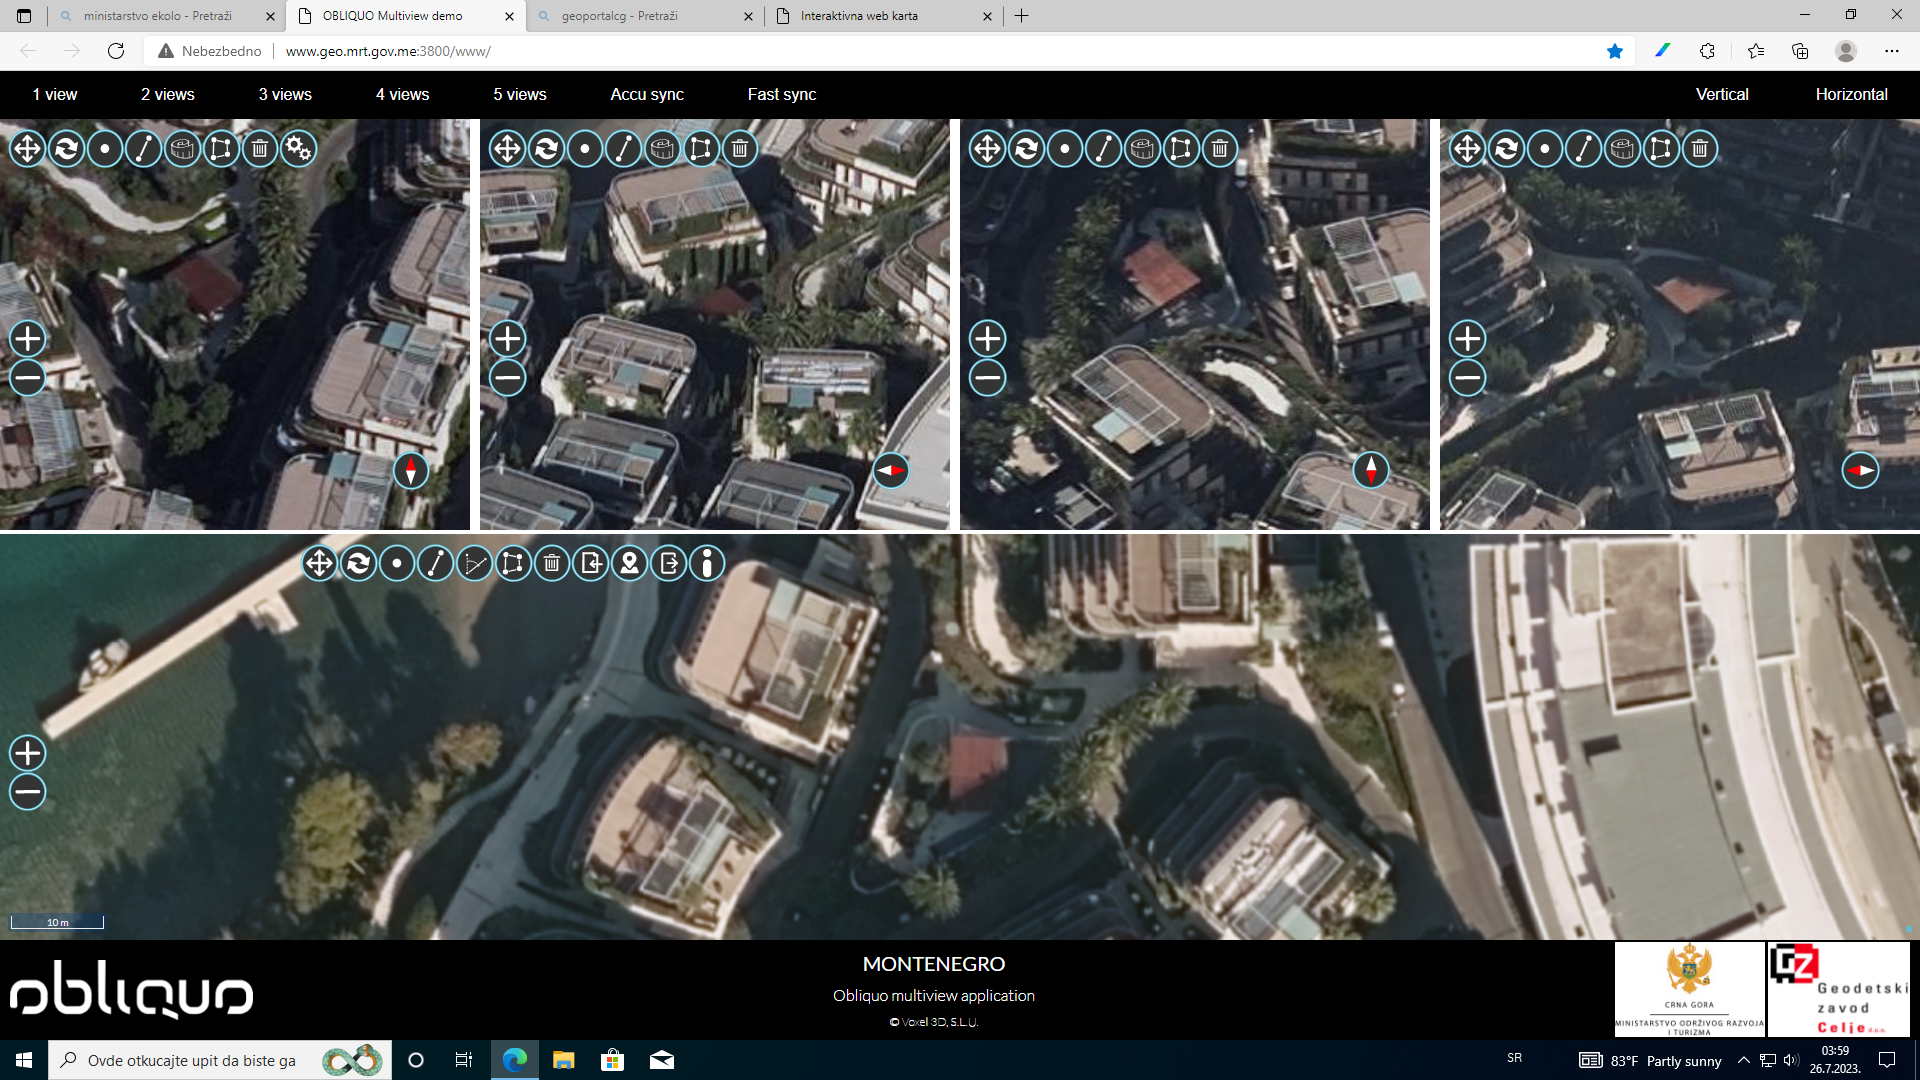 ministarstvo ekolo - Pretraži
OBLIQUO Multiview demo
geoportalcg - Pretraži
Interaktivna web karta
Nebezbedno
www.geo.mrt.gov.me:3800/www/
1 view
2 views
3 views
4 views
5 views
Accu sync
Fast sync
Vertical
Horizontal
10 m
obliquo
MONTENEGRO
Obliquo multiview application
© Voxel 3D, S.L.U.
CRNA GORA
MINISTARSTVO ODRŽIVOG RAZVOJA
I TURIZMA
GZ
Geodetski
zavod
Celje d.o.o.
Ovde otkucajte upit da biste ga
SR
83°F Partly sunny
03:59
26.7.2023.